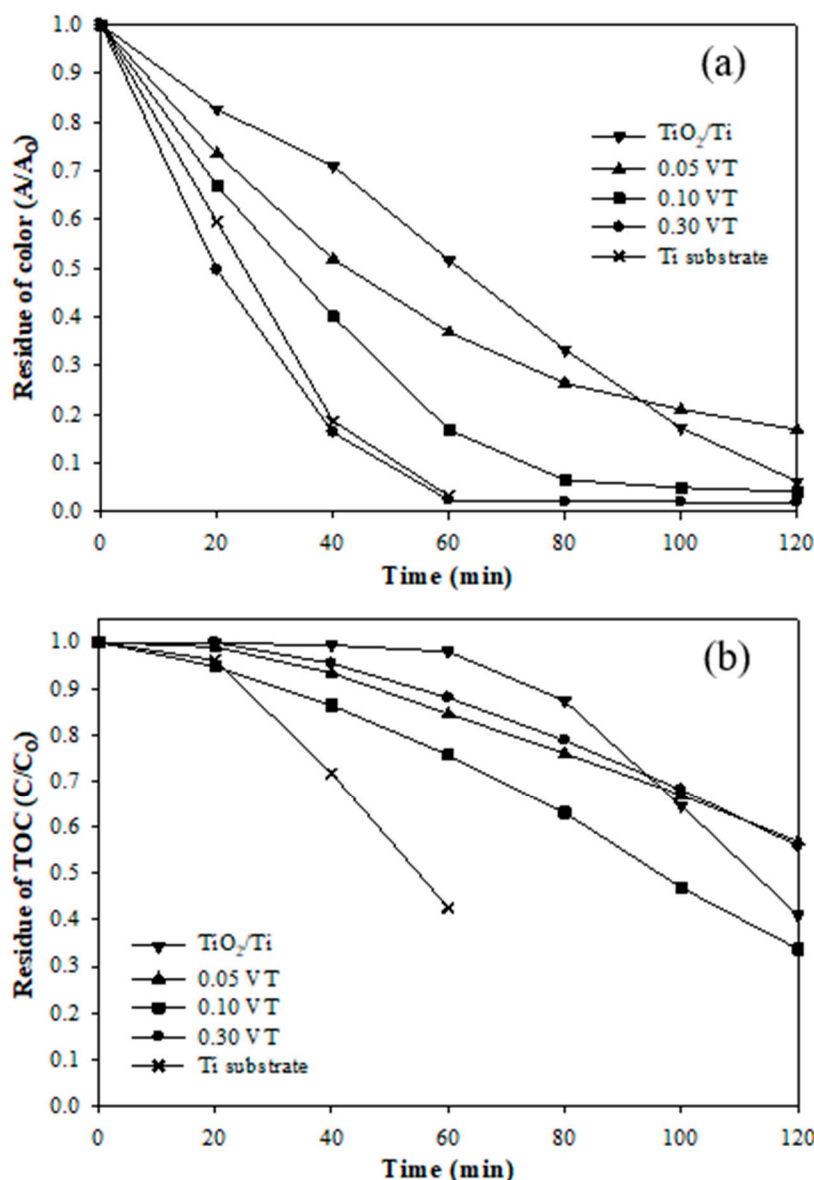 (a)
Residue of color (A/A₀)
1.0
0.9
0.8
0.7
0.6
0.5
0.4
0.3
0.2
0.1
0.0
TiO₂/Ti
0.05 VT
0.10 VT
0.30 VT
Ti substrate
0 20 40 60 80 100 120
Time (min)
(b)
Residue of TOC (C/C₀)
1.0
0.9
0.8
0.7
0.6
0.5
0.4
0.3
0.2
0.1
0.0
TiO₂/Ti
0.05 VT
0.10 VT
0.30 VT
Ti substrate
0 20 40 60 80 100 120
Time (min)